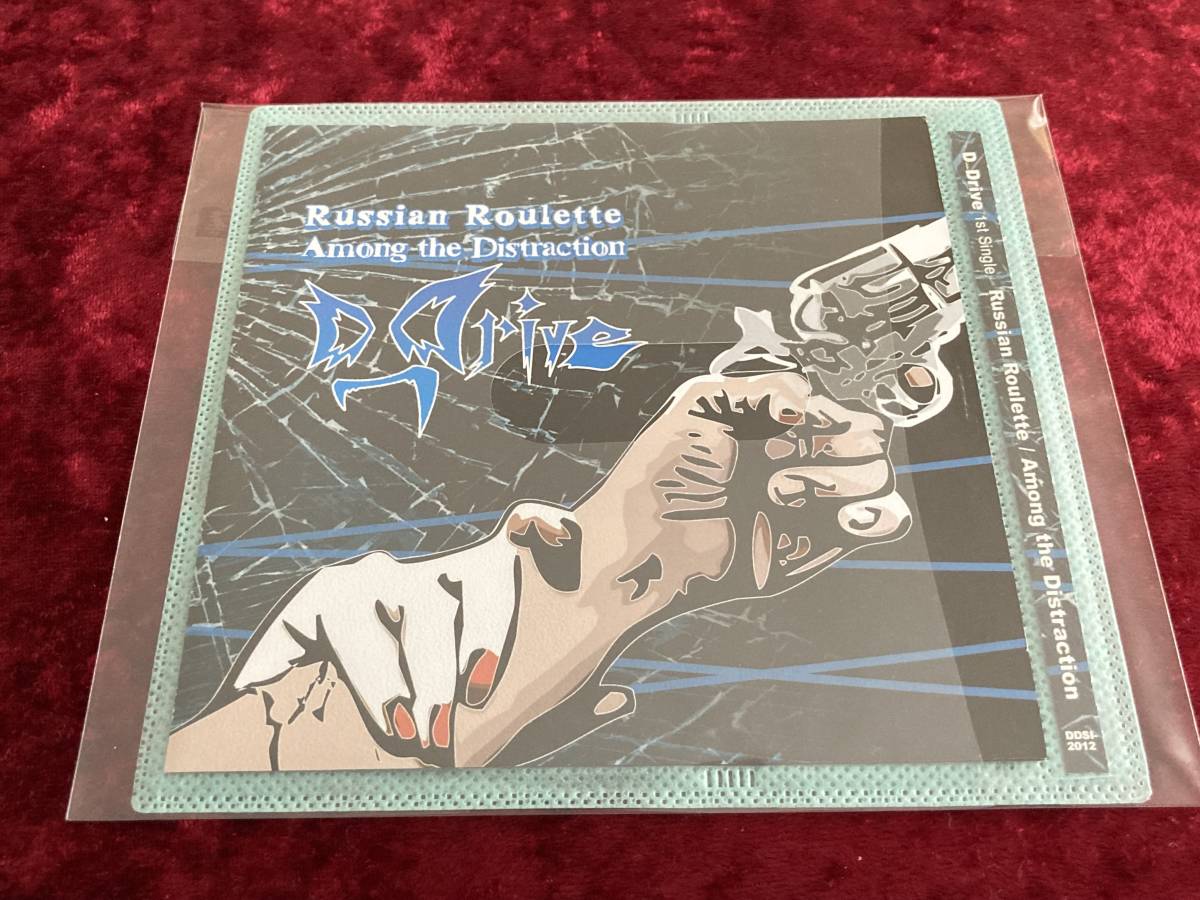 Russian Roulette
Among the Distraction
D_Drive
D_Drive 1st Single Russian Roulette / Among the Distraction
DDSI-
2012